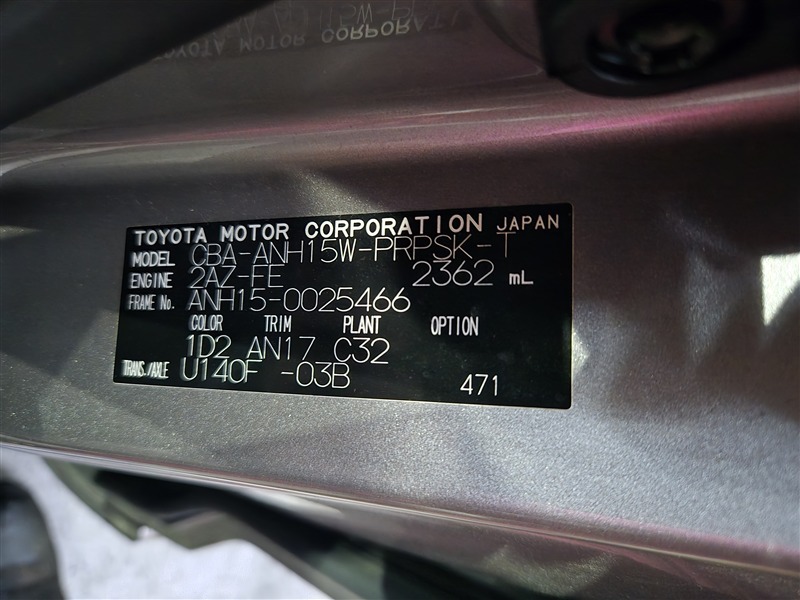 TOYOTA MOTOR CORPORATION JAPAN
MODEL CBA-ANH15W-PRPSK-T
ENGINE 2AZ-FE 2362 mL
FRAME No. ANH15-0025466
COLOR TRIM PLANT OPTION
1D2 AN17 C32
TRANS./AXLE U140F -03B 471